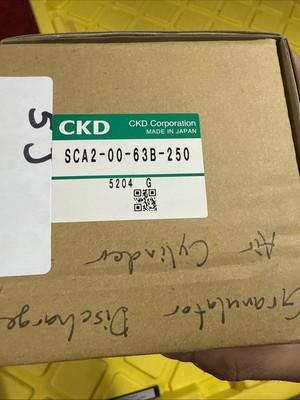 CKD
CKD Corporation
MADE IN JAPAN
SCA2-00-63B-250
5204 G
Granulator
Discharge
Air
Cylinder